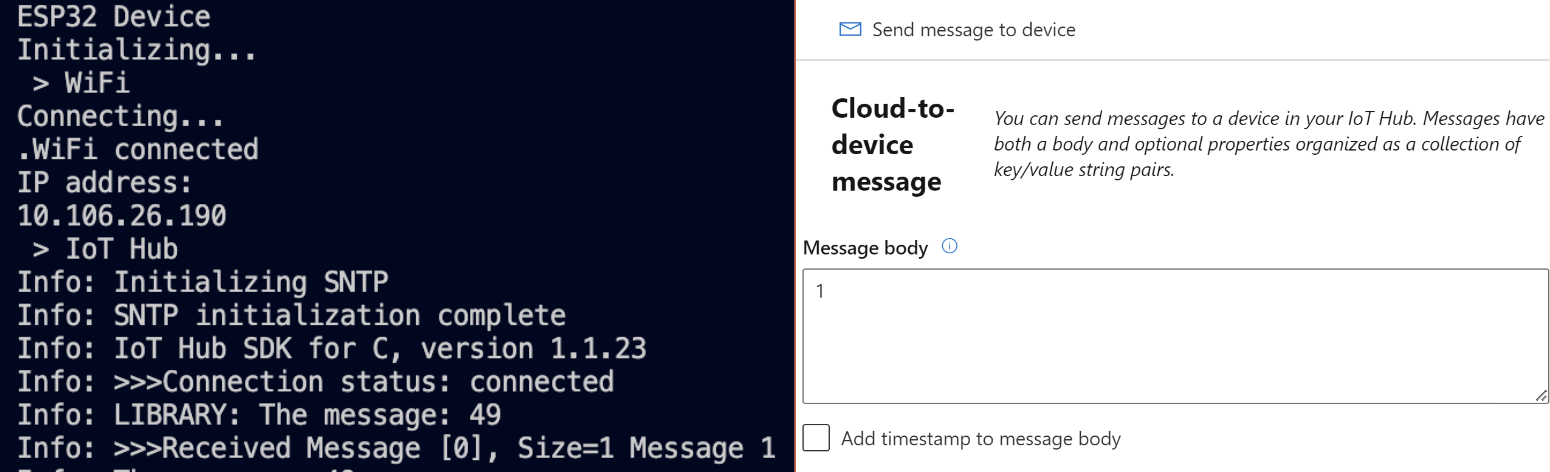 ESP32 Device
Initializing...
> WiFi
Connecting...
.WiFi connected
IP address:
10.106.26.190
> IoT Hub
Info: Initializing SNTP
Info: SNTP initialization complete
Info: IoT Hub SDK for C, version 1.1.23
Info: >>>Connection status: connected
Info: LIBRARY: The message: 49
Info: >>>Received Message [0], Size=1 Message 1
Send message to device
Cloud-to-
device
message
You can send messages to a device in your IoT Hub. Messages have
both a body and optional properties organized as a collection of
key/value string pairs.
Message body
1
Add timestamp to message body